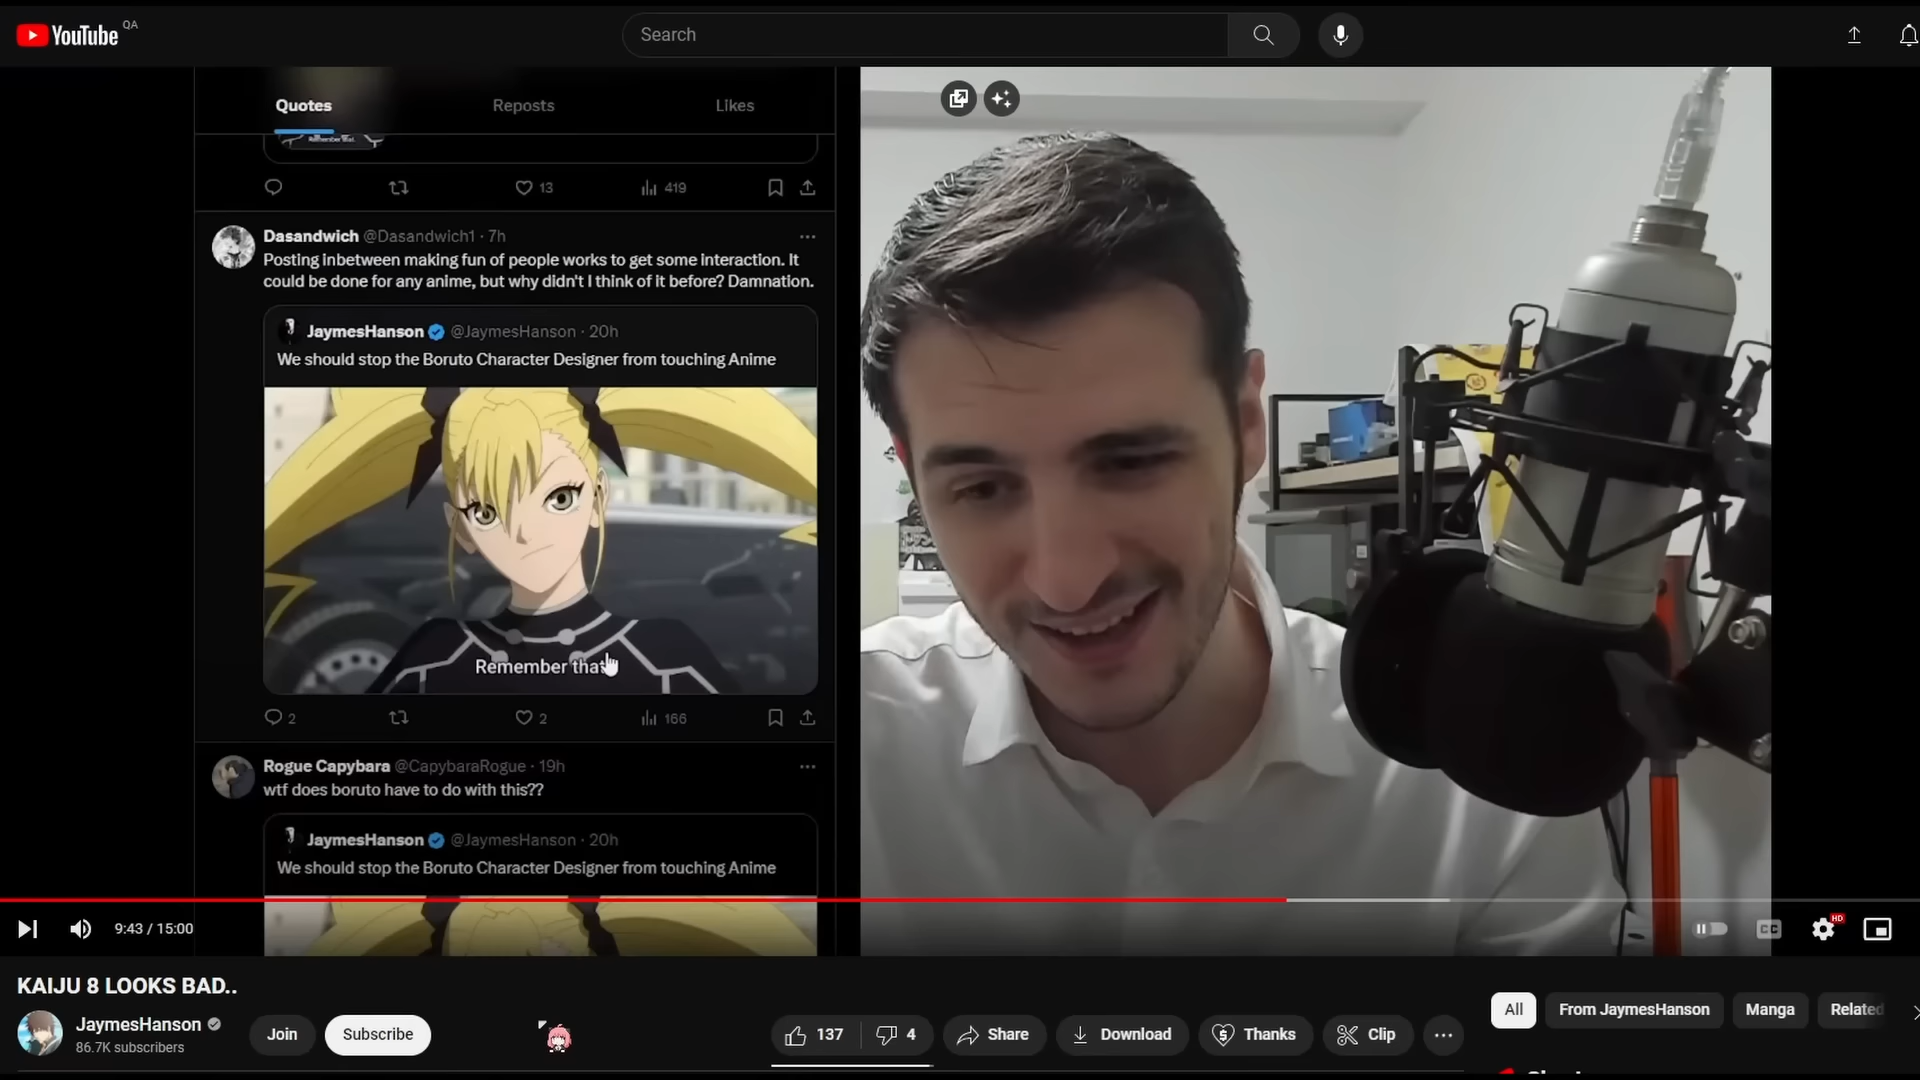 YouTube QA
Search
Quotes Reposts Likes
Remember that.
13 419
Dasandwich @Dasandwich1 · 7h
Posting inbetween making fun of people works to get some interaction. It
could be done for any anime, but why didn't I think of it before? Damnation.
JaymesHanson @JaymesHanson · 20h
We should stop the Boruto Character Designer from touching Anime
Remember that
2 2 166
Rogue Capybara @CapybaraRogue · 19h
wtf does boruto have to do with this??
JaymesHanson @JaymesHanson · 20h
We should stop the Boruto Character Designer from touching Anime
9:43 / 15:00
CC
HD
KAIJU 8 LOOKS BAD..
JaymesHanson
86.7K subscribers
Join
Subscribe
137 4 Share Download Thanks Clip
All From JaymesHanson Manga Related